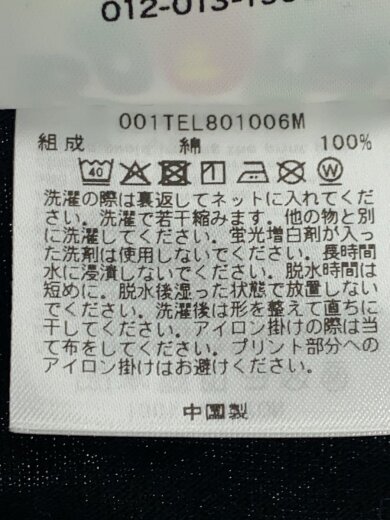 001TEL801006M
組成 綿 100%
40 W
洗濯の際は裏返してネットに入れてくだ
さい。洗濯で若干縮みます。他の物と別
に洗濯してください。蛍光増白剤が入っ
た洗剤は使用しないでください。長時間
水に浸漬しないでください。脱水時間は
短めに。脱水後湿った状態で放置しない
でください。洗濯後は形を整えて直ちに
干してください。アイロン掛けの際は当
て布をしてください。プリント部分への
アイロン掛けはお避けください。
中国製